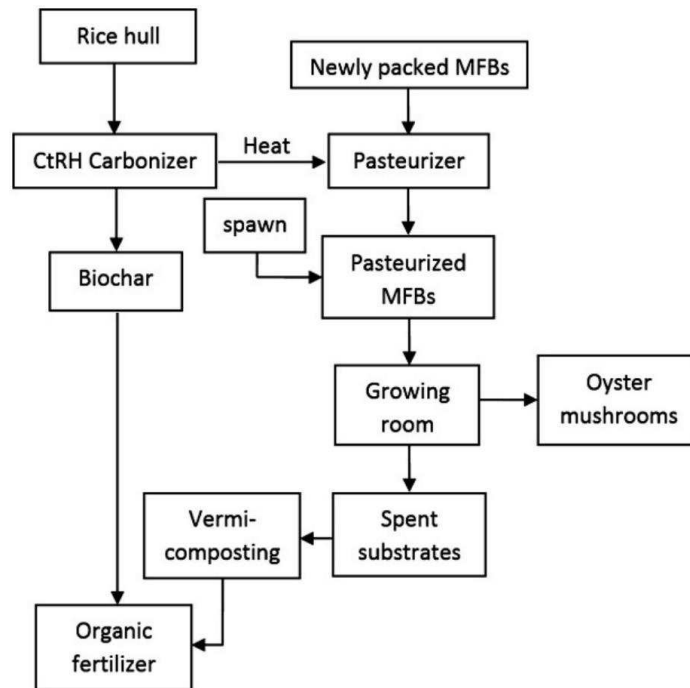 Rice hull
Newly packed MFBs
CtRH Carbonizer
Heat
Pasteurizer
spawn
Biochar
Pasteurized
MFBs
Growing
room
Oyster
mushrooms
Vermi-
composting
Spent
substrates
Organic
fertilizer